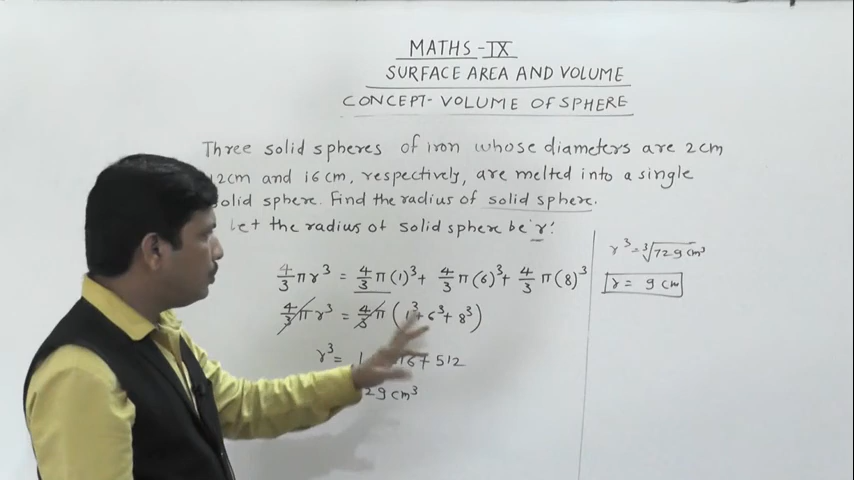 MATHS - IX
SURFACE AREA AND VOLUME
CONCEPT - VOLUME OF SPHERE
Three solid spheres of iron whose diameters are 2cm
12cm and 16cm, respectively, are melted into a single
solid sphere. Find the radius of solid sphere.
Let the radius of solid sphere be 'r'.
4/3 π r³ = 4/3 π (1)³ + 4/3 π (6)³ + 4/3 π (8)³
4/3 π r³ = 4/3 π (1³ + 6³ + 8³)
r³ = 1 16 + 512
29 cm³
r³ = ³√729 cm³
r = 9 cm